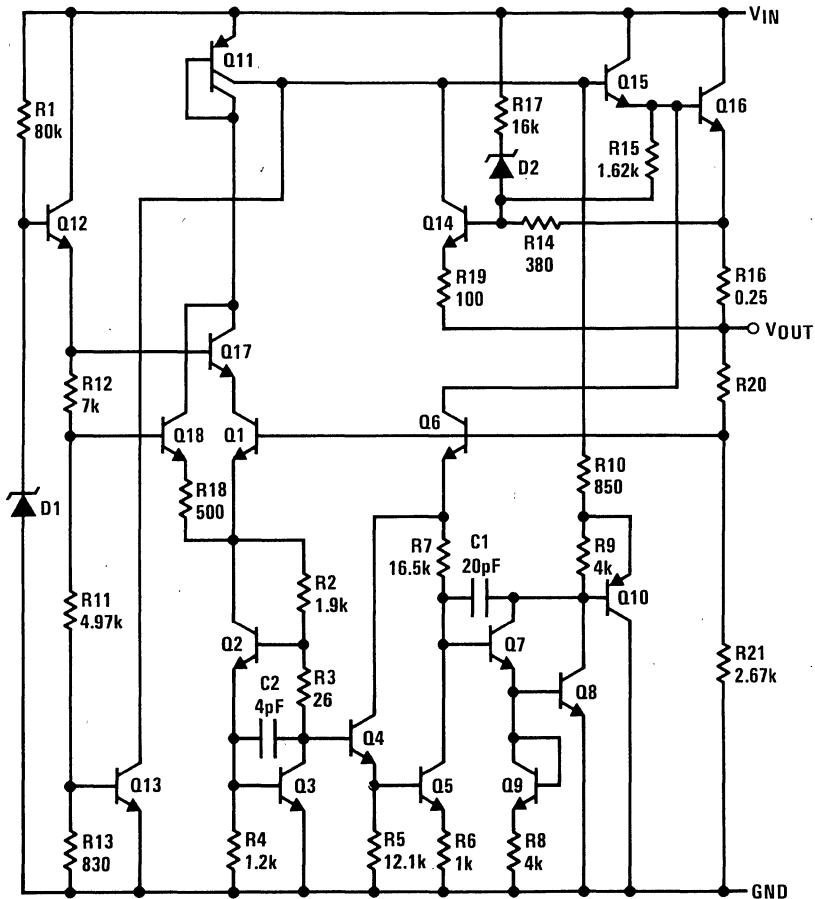 VIN
Q11
Q15
Q16
R1
80k
R17
16k
D2
R15
1.62k
Q12
Q14
R14
380
R19
100
R16
0.25
VOUT
Q17
R12
7k
R20
Q18
Q1
Q6
R18
500
D1
R10
850
R7
16.5k
C1
20pF
R9
4k
Q10
R2
1.9k
R11
4.97k
Q2
Q7
R3
26
C2
4pF
Q8
R21
2.67k
Q4
Q13
Q3
Q5
Q9
R13
830
R4
1.2k
R5
12.1k
R6
1k
R8
4k
GND